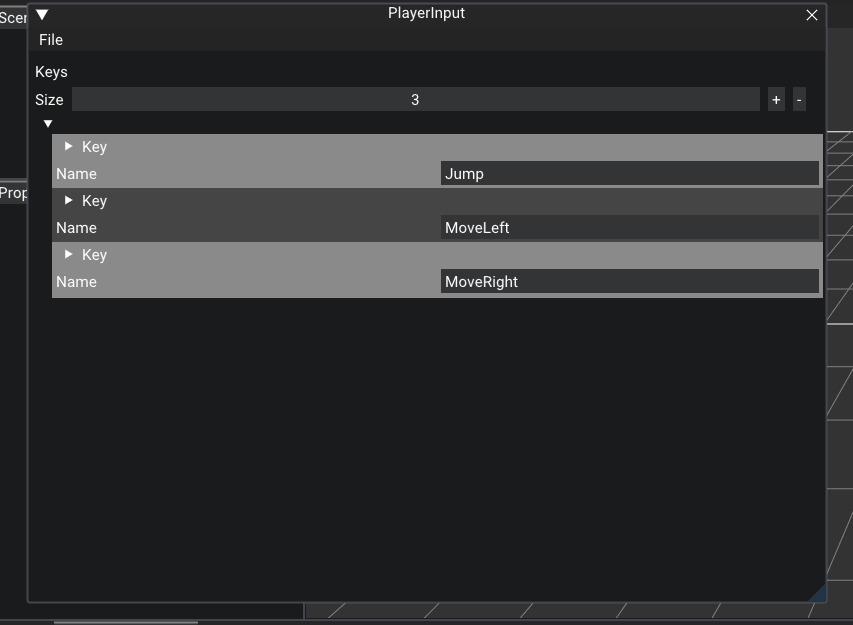 Scen
PlayerInput
File
Keys
Size 3 + -
Key
Name Jump
Prop
Key
Name MoveLeft
Key
Name MoveRight